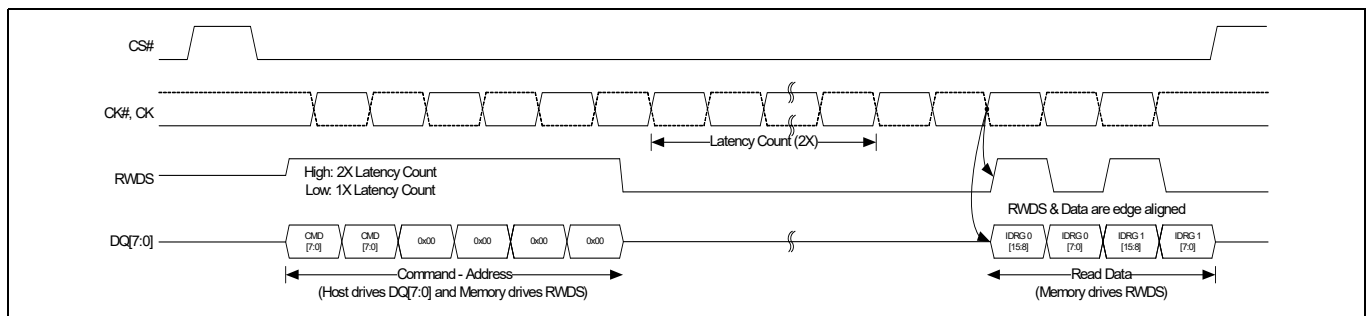 CS#
CK#, CK
Latency Count (2X)
RWDS
High: 2X Latency Count
Low: 1X Latency Count
RWDS & Data are edge aligned
DQ[7:0]
CMD
[7:0]
CMD
[7:0]
0x00
0x00
0x00
0x00
IDRG 0
[15:8]
IDRG 0
[7:0]
IDRG 1
[15:8]
IDRG 1
[7:0]
Command - Address
(Host drives DQ[7:0] and Memory drives RWDS)
Read Data
(Memory drives RWDS)